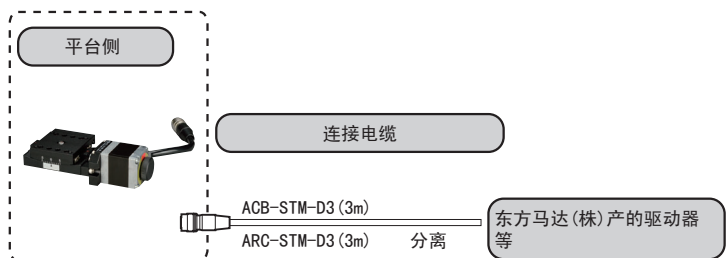 平台侧
连接电缆
ACB-STM-D3(3m)
ARC-STM-D3(3m) 分离
东方马达(株)产的驱动器
等